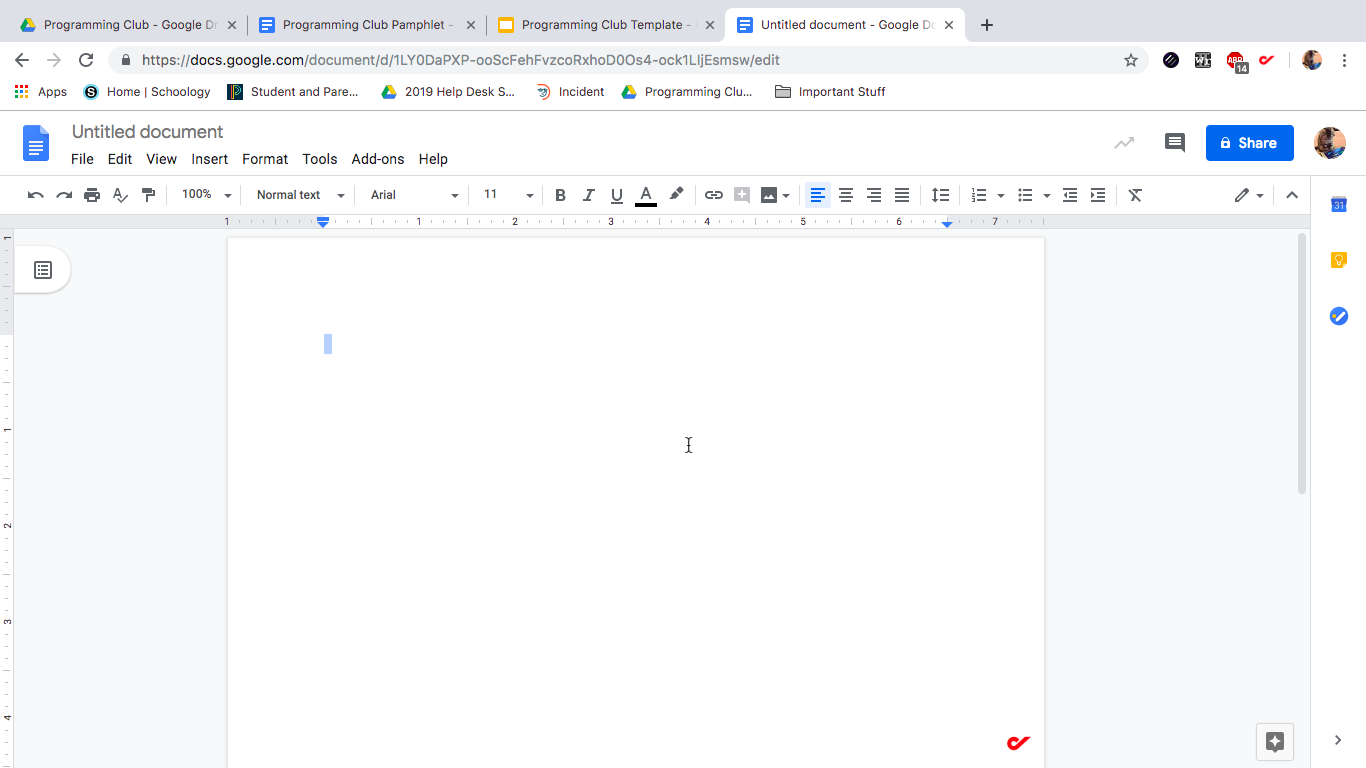 Programming Club - Google Dr
Programming Club Pamphlet -
Programming Club Template -
Untitled document - Google Do
https://docs.google.com/document/d/1LY0DaPXP-ooScFehFvzcoRxhoD0Os4-ock1LIjEsmsw/edit
ABP
14
Apps
S
Home | Schoology
P
Student and Pare...
2019 Help Desk S...
Incident
Programming Clu...
Important Stuff
Untitled document
File Edit View Insert Format Tools Add-ons Help
Share
100% Normal text Arial 11 B I U A
31
1 1 2 3 4 5 6 7
1
1
2
3
4